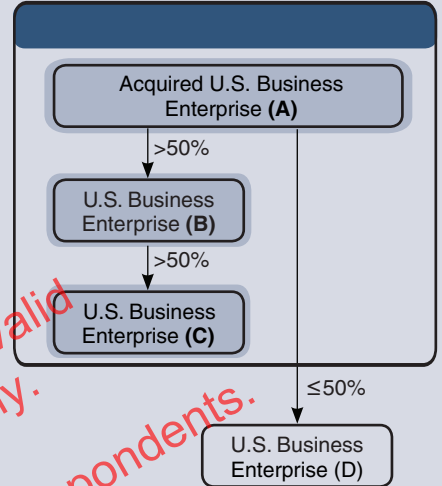 Acquired U.S. Business
Enterprise (A)
>50%
U.S. Business
Enterprise (B)
>50%
U.S. Business
Enterprise (C)
≤50%
U.S. Business
Enterprise (D)